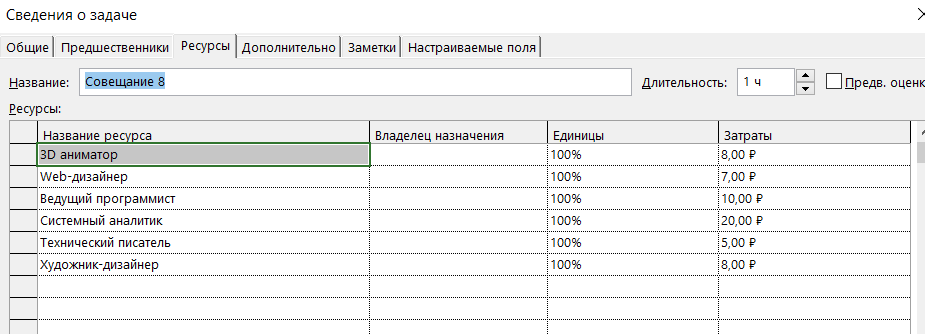 Сведения о задаче
Общие Предшественники Ресурсы Дополнительно Заметки Настраиваемые поля
Название: Совещание 8 Длительность: 1 ч Предв. оценк
Ресурсы:
Название ресурса Владелец назначения Единицы Затраты
3D аниматор 100% 8,00 ₽
Web-дизайнер 100% 7,00 ₽
Ведущий программист 100% 10,00 ₽
Системный аналитик 100% 20,00 ₽
Технический писатель 100% 5,00 ₽
Художник-дизайнер 100% 8,00 ₽